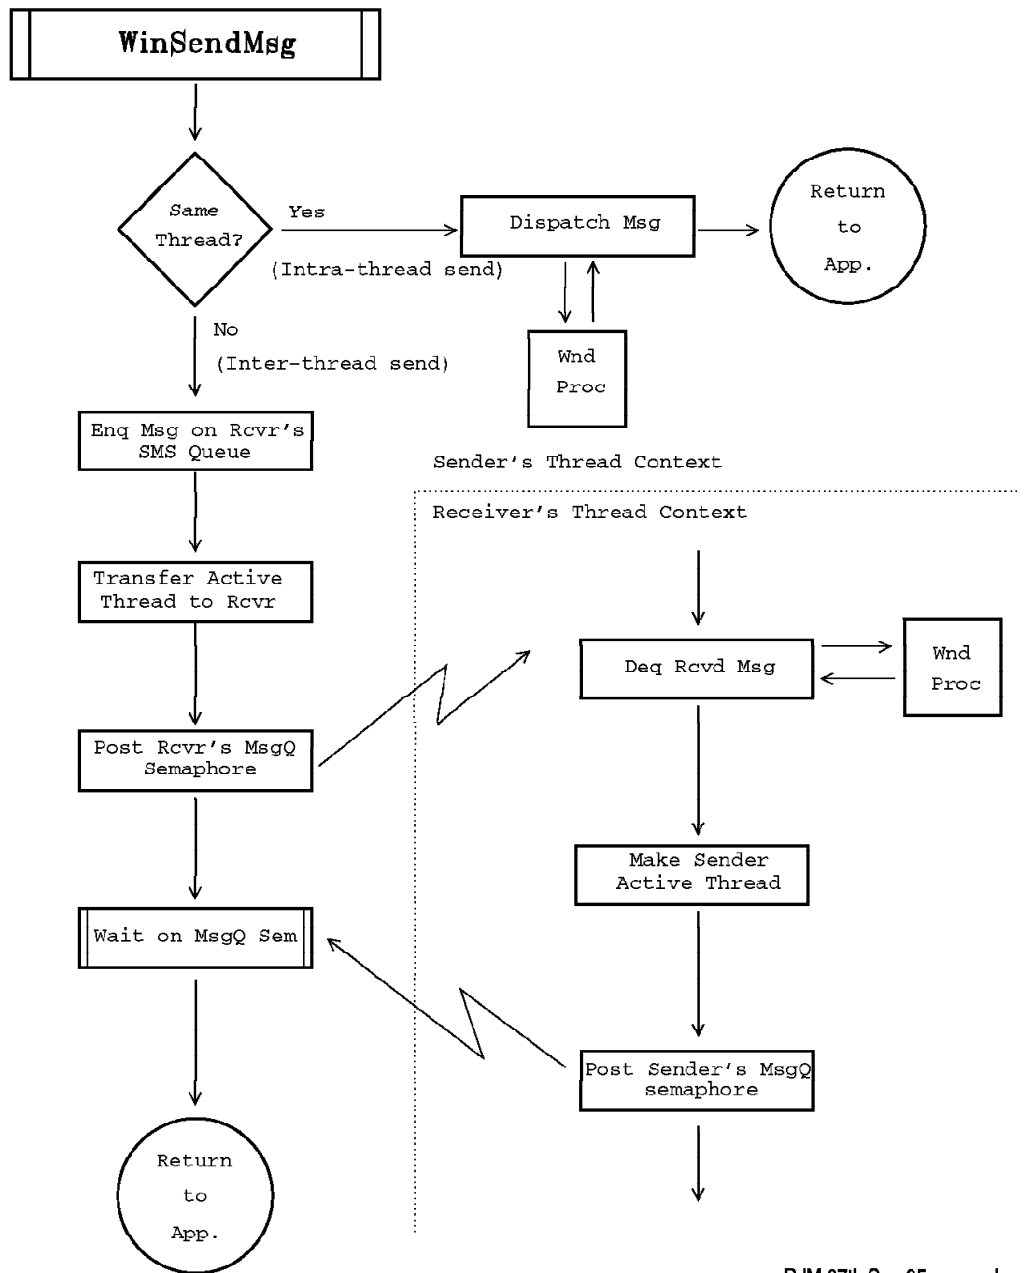 WinSendMsg
Same
Thread?
Yes
(Intra-thread send)
Dispatch Msg
Return
to
App.
Wnd
Proc
No
(Inter-thread send)
Enq Msg on Rcvr's
SMS Queue
Sender's Thread Context
Receiver's Thread Context
Transfer Active
Thread to Rcvr
Deq Rcvd Msg
Wnd
Proc
Post Rcvr's MsgQ
Semaphore
Make Sender
Active Thread
Wait on MsgQ Sem
Post Sender's MsgQ
semaphore
Return
to
App.